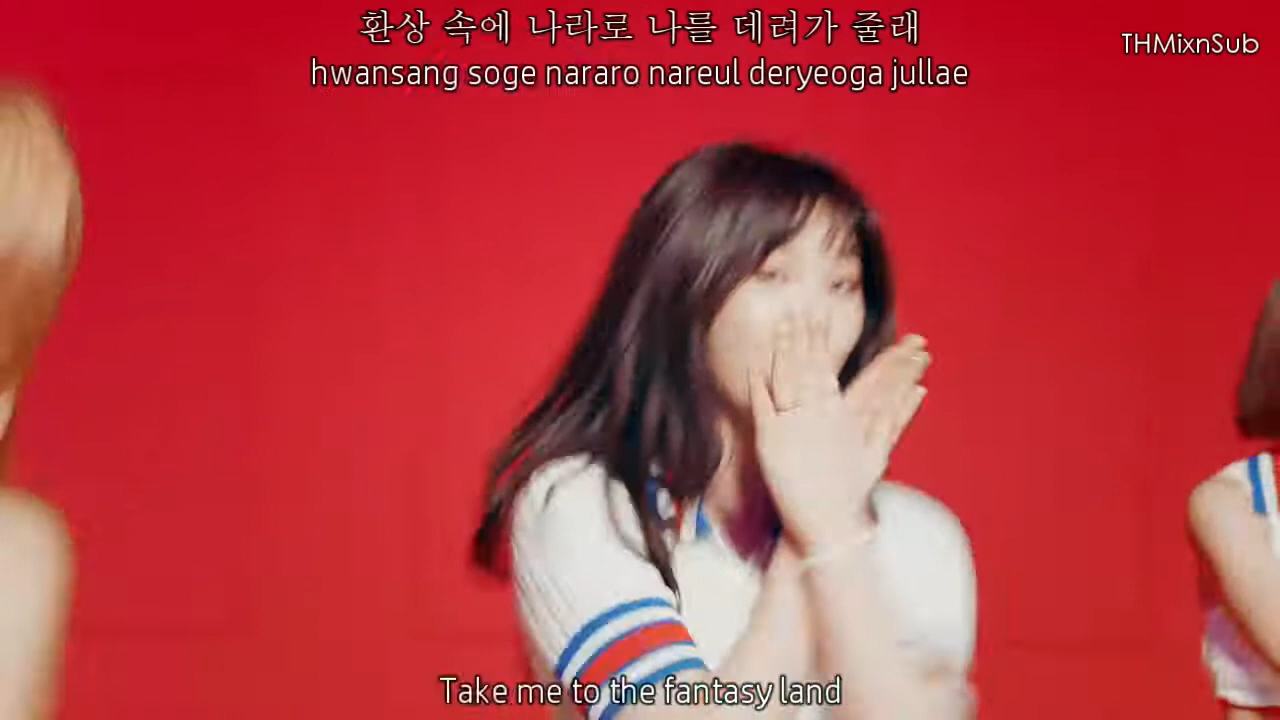 환상 속에 나라로 나를 데려가 줄래
THMixnSub
hwansang soge nararo nareul deryeoga jullae
Take me to the fantasy land